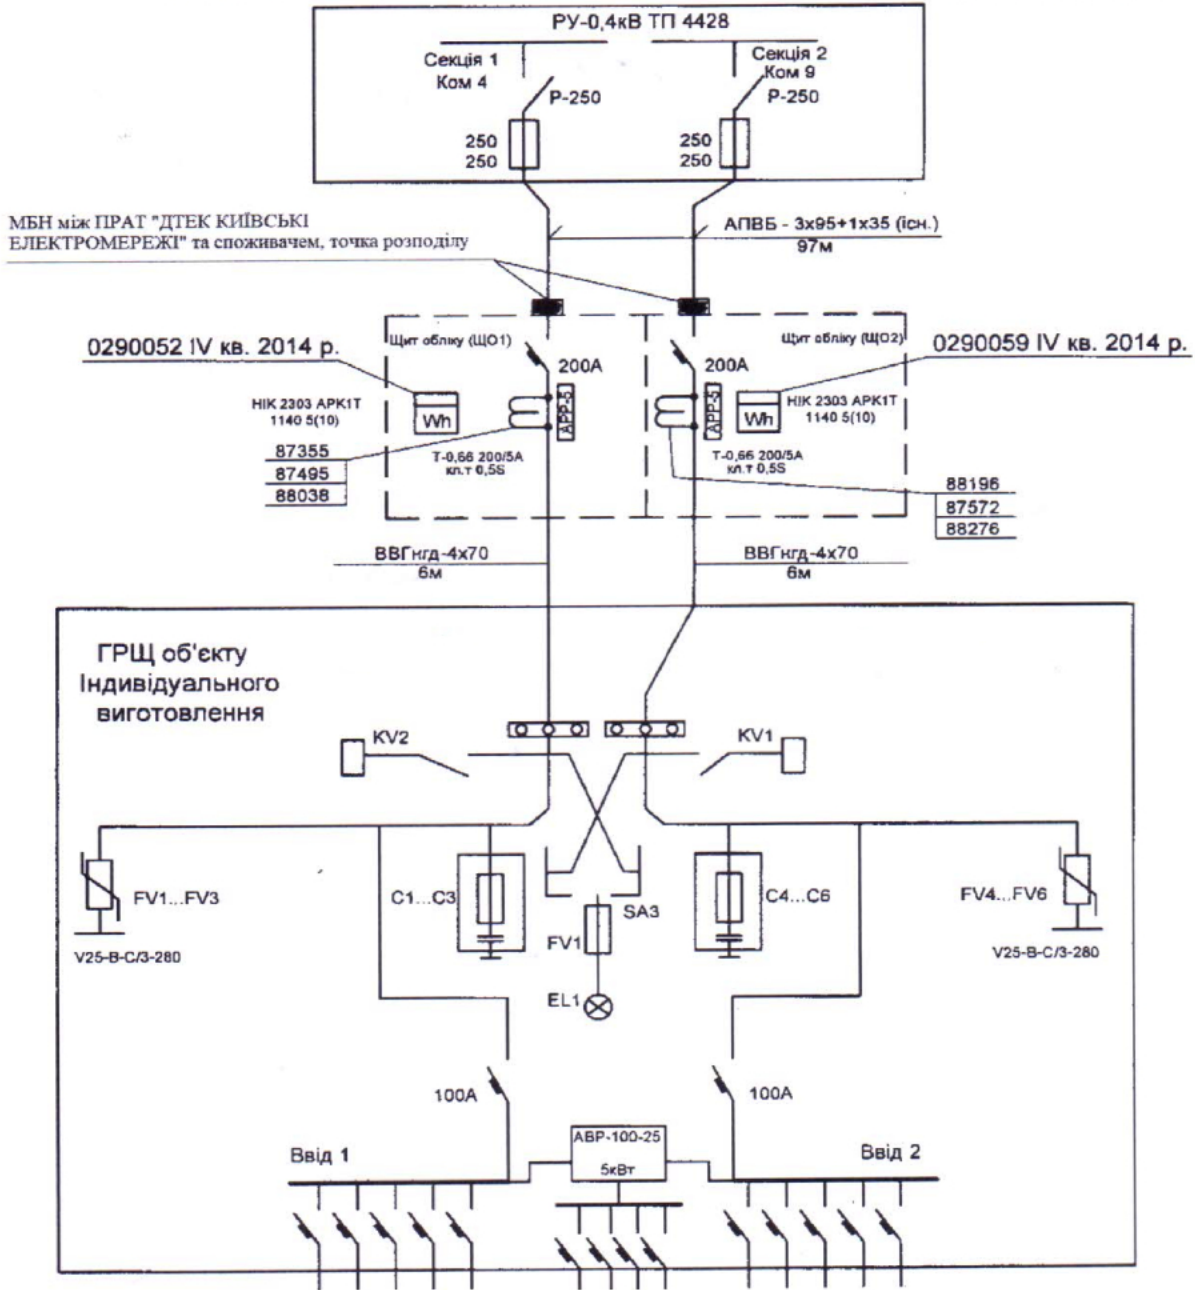 РУ-0,4кВ ТП 4428
Секція 1
Ком 4
Секція 2
Ком 9
Р-250
Р-250
250
250
250
250
МБН між ПРАТ "ДТЕК КИЇВСЬКІ
ЕЛЕКТРОМЕРЕЖІ" та споживачем, точка розподілу
АПВБ - 3х95+1х35 (існ.)
97м
Щит обліку (ЩО1)
Щит обліку (ЩО2)
0290052 IV кв. 2014 р.
0290059 IV кв. 2014 р.
200А
200А
НІК 2303 АРК1Т
1140 5(10)
Wh
АРР-5
АРР-5
Wh
НІК 2303 АРК1Т
1140 5(10)
87355
87495
88038
Т-0,66 200/5А
кл.т 0,5S
Т-0,66 200/5А
кл.т 0,5S
88196
87572
88276
ВВГнгд-4х70
6м
ВВГнгд-4х70
6м
ГРЩ об'єкту
Індивідуального
виготовлення
KV2
KV1
FV1...FV3
C1...C3
SA3
C4...C6
FV4...FV6
V25-B-C/3-280
FV1
V25-B-C/3-280
EL1
100А
100А
Ввід 1
АВР-100-25
5кВт
Ввід 2